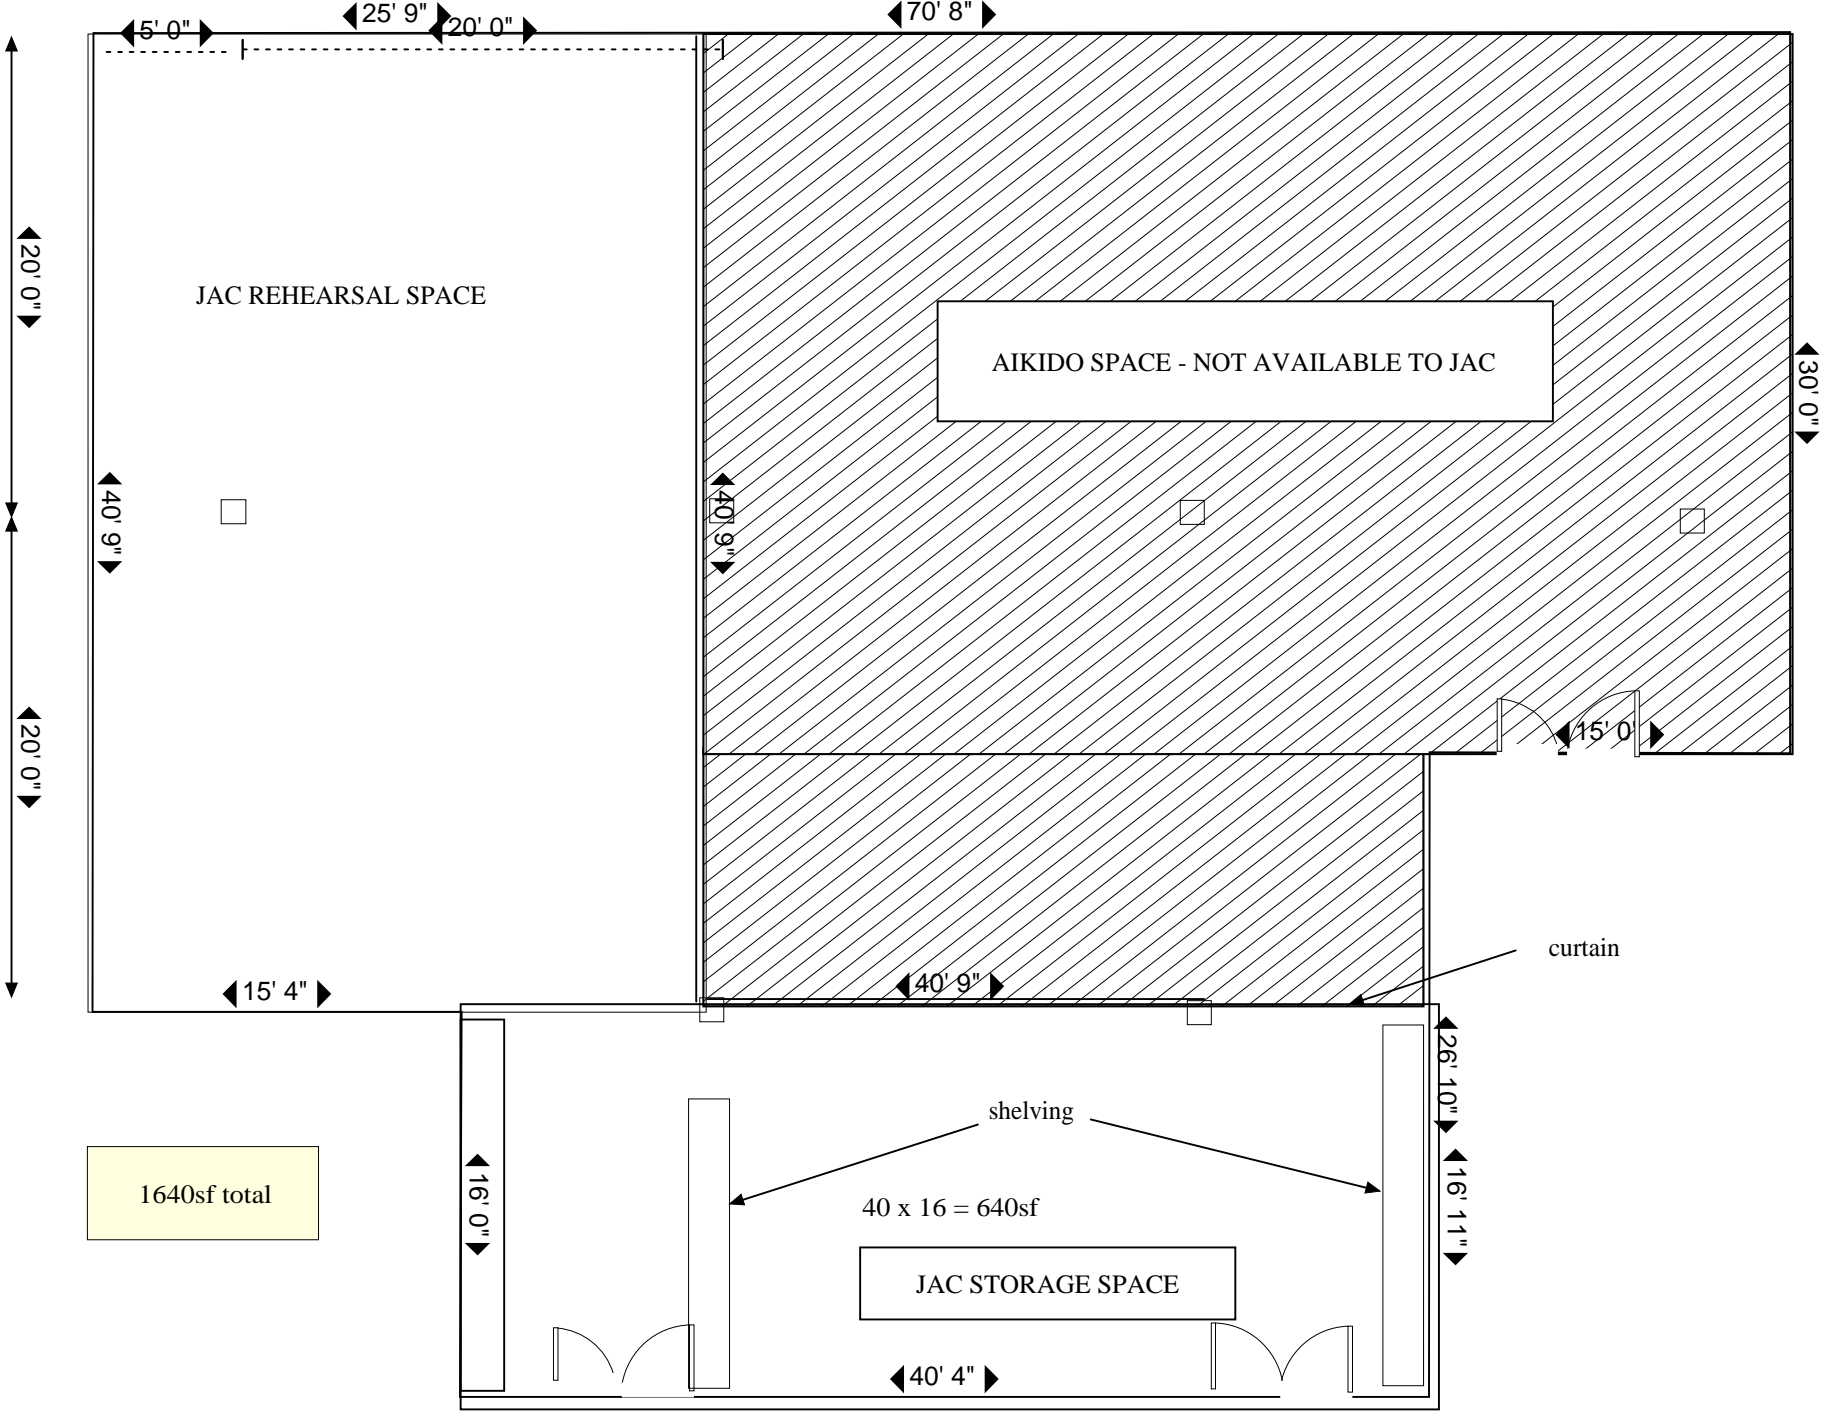 25' 9"
70' 8"
5' 0"
20' 0"
20' 0"
JAC REHEARSAL SPACE
AIKIDO SPACE - NOT AVAILABLE TO JAC
30' 0"
40' 9"
40' 9"
20' 0"
15' 0
curtain
15' 4"
40' 9"
26' 10"
shelving
1640sf total
16' 0"
40 x 16 = 640sf
16' 11"
JAC STORAGE SPACE
40' 4"